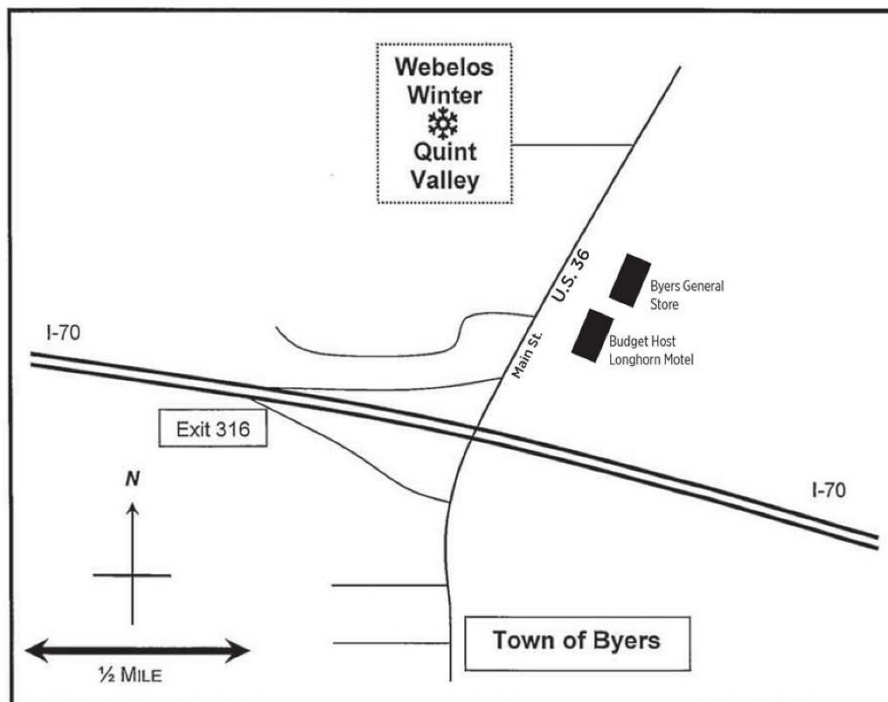 Webelos
Winter
Quint
Valley
U.S. 36
Byers General
Store
Main St.
Budget Host
Longhorn Motel
I-70
Exit 316
I-70
N
Town of Byers
½ MILE